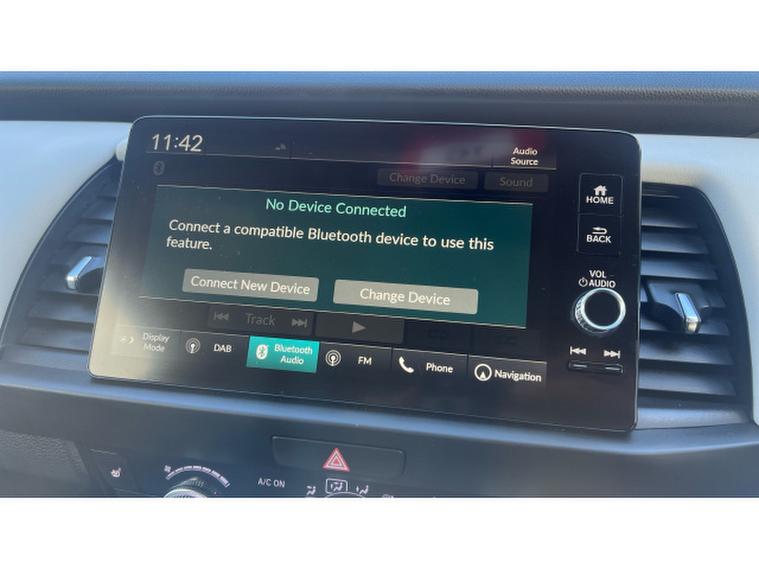 11:42
Audio
Source
Change Device
Sound
No Device Connected
Connect a compatible Bluetooth device to use this
feature.
Connect New Device
Change Device
Track
Display
Mode
DAB
Bluetooth
Audio
FM
Phone
Navigation
HOME
BACK
VOL
AUDIO
A/C ON